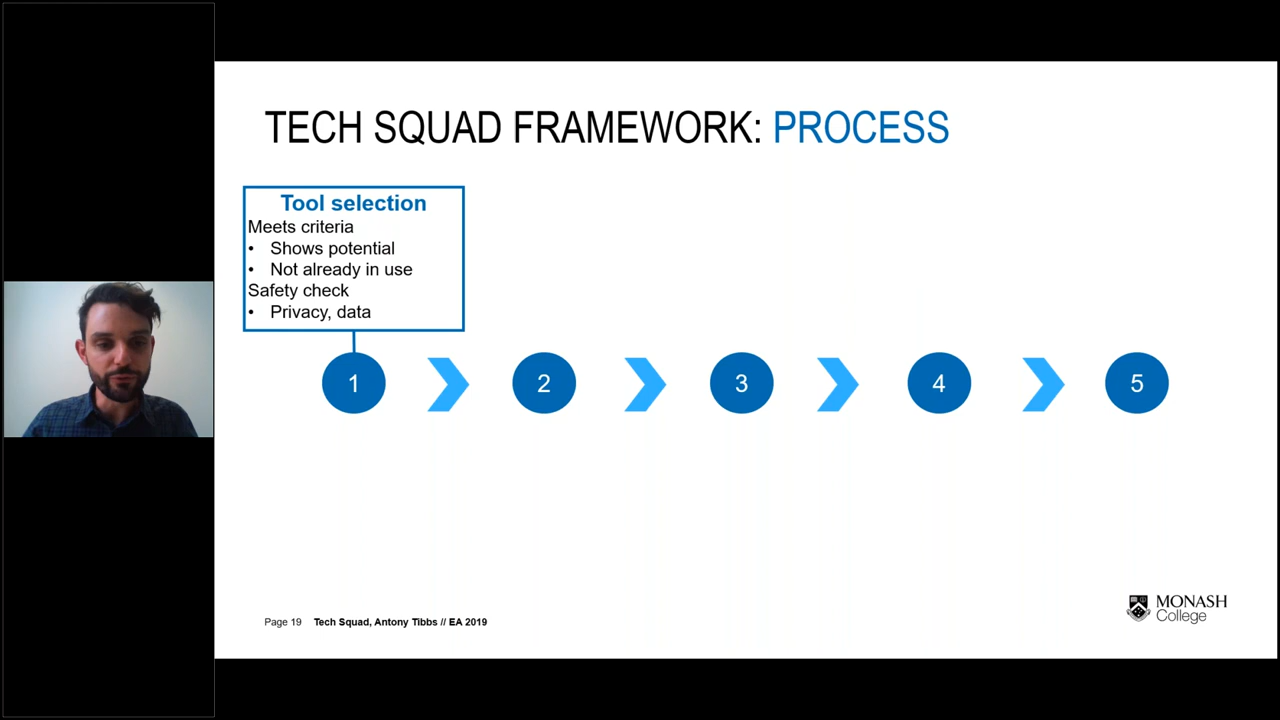 TECH SQUAD FRAMEWORK: PROCESS
Tool selection
Meets criteria
• Shows potential
• Not already in use
Safety check
• Privacy, data
1
2
3
4
5
Page 19 Tech Squad, Antony Tibbs // EA 2019
MONASH
College